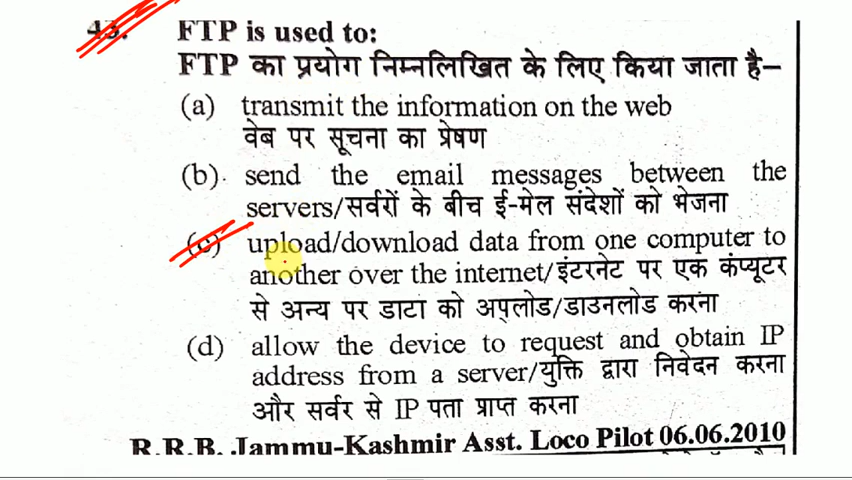 43. FTP is used to:
FTP का प्रयोग निम्नलिखित के लिए किया जाता है–
(a) transmit the information on the web
वेब पर सूचना का प्रेषण
(b) send the email messages between the
servers/सर्वरों के बीच ई-मेल संदेशों को भेजना
(c) upload/download data from one computer to
another over the internet/इंटरनेट पर एक कंप्यूटर
से अन्य पर डाटा को अपलोड/डाउनलोड करना
(d) allow the device to request and obtain IP
address from a server/युक्ति द्वारा निवेदन करना
और सर्वर से IP पता प्राप्त करना
R.R.B. Jammu-Kashmir Asst. Loco Pilot 06.06.2010